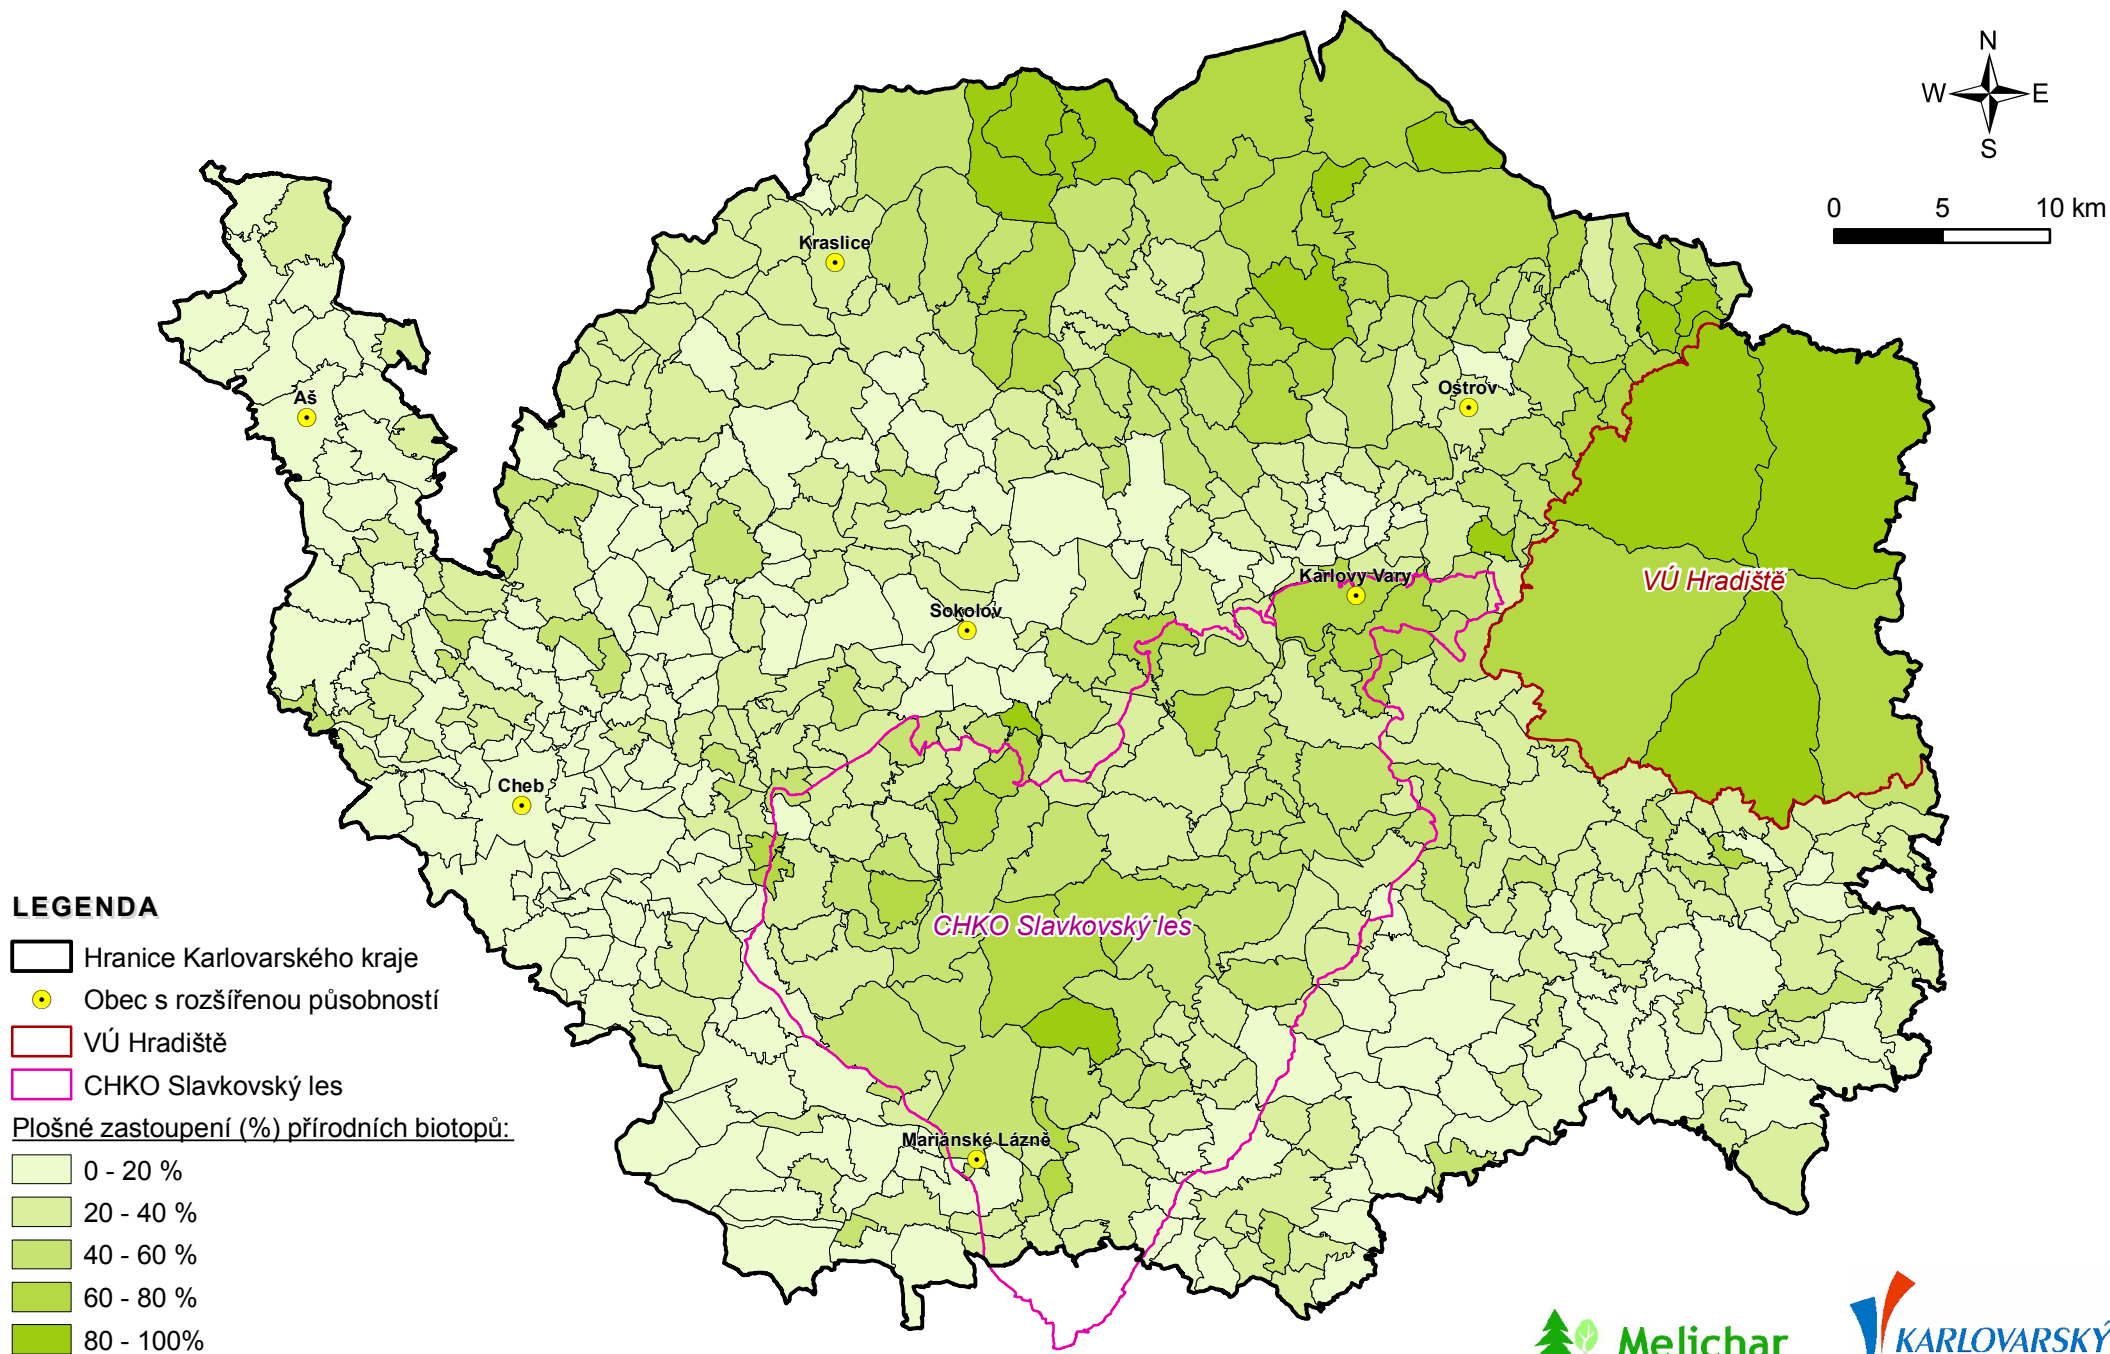 N
W E
S
0 5 10 km
Kraslice
Aš
Ostrov
VÚ Hradiště
Karlovy Vary
Sokolov
Cheb
CHKO Slavkovský les
Mariánské Lázně
LEGENDA
Hranice Karlovarského kraje
Obec s rozšířenou působností
VÚ Hradiště
CHKO Slavkovský les
Plošné zastoupení (%) přírodních biotopů:
0 - 20 %
20 - 40 %
40 - 60 %
60 - 80 %
80 - 100%
Melichar
KARLOVARSKÝ